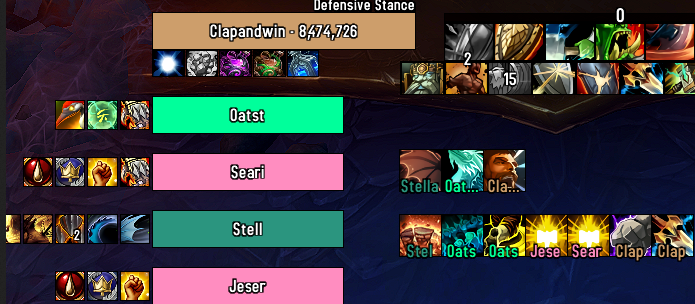 Defensive Stance
0
Clapandwin - 8,474,726
2
15
Oatst
Seari
Stella Oat... Cla...
Stell
2
Stel Oats Oats Jese Sear Clap Clap
Jeser